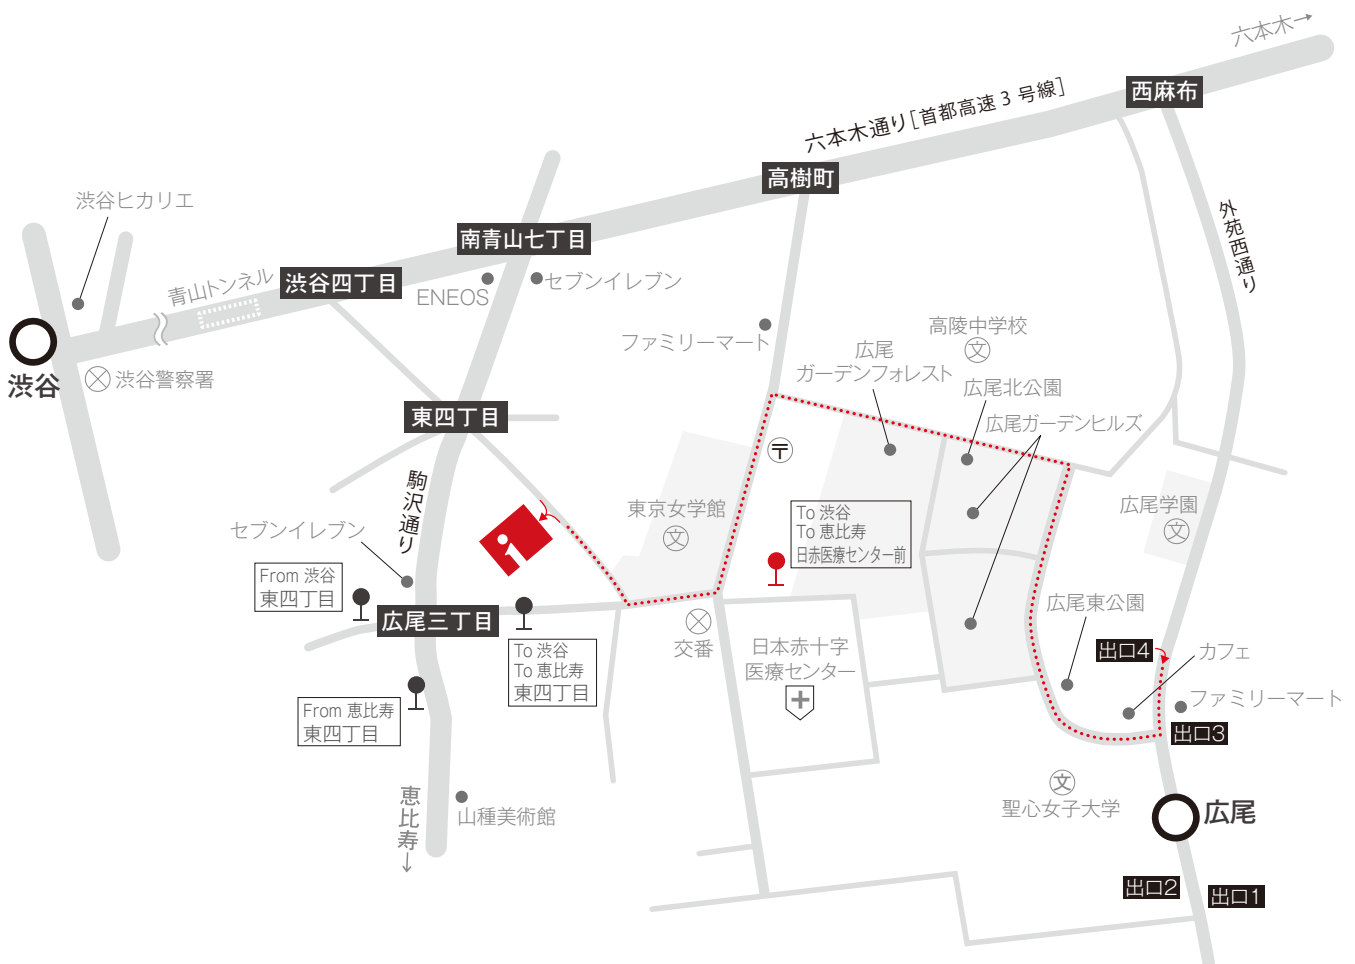 六本木→
西麻布
六本木通り[首都高速3号線]
高樹町
渋谷ヒカリエ
外苑西通り
南青山七丁目
青山トンネル
渋谷四丁目
ENEOS
セブンイレブン
ファミリーマート
高陵中学校
文
広尾
ガーデンフォレスト
渋谷
渋谷警察署
広尾北公園
東四丁目
広尾ガーデンヒルズ
〒
駒沢通り
東京女学館
文
広尾学園
文
To 渋谷
To 恵比寿
日赤医療センター前
セブンイレブン
From 渋谷
東四丁目
広尾三丁目
広尾東公園
交番
日本赤十字
医療センター
出口4
カフェ
To 渋谷
To 恵比寿
東四丁目
ファミリーマート
From 恵比寿
東四丁目
出口3
文
聖心女子大学
恵比寿↓
山種美術館
広尾
出口2
出口1